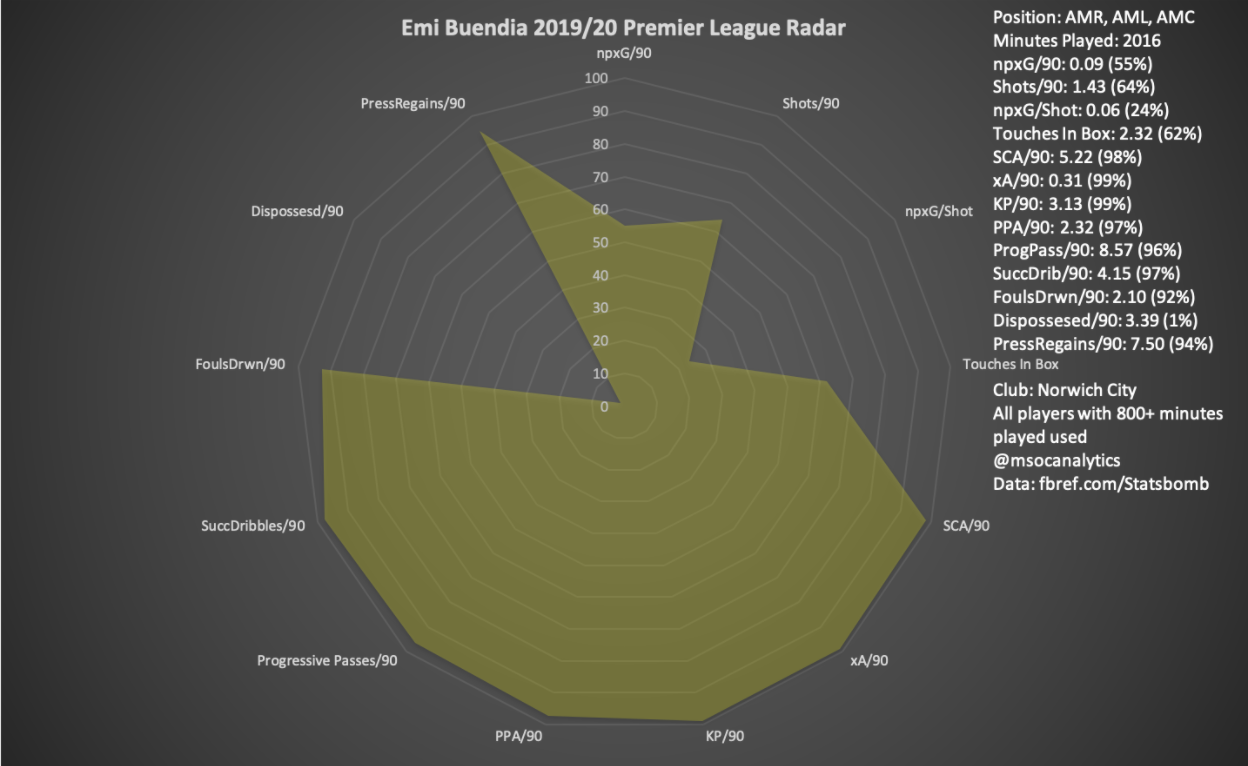 Emi Buendia 2019/20 Premier League Radar
npxG/90
Shots/90
npxG/Shot
Touches In Box
SCA/90
xA/90
KP/90
PPA/90
Progressive Passes/90
SuccDribbles/90
FoulsDrwn/90
Dispossesd/90
PressRegains/90
100
90
80
70
60
50
40
30
20
10
0
Position: AMR, AML, AMC
Minutes Played: 2016
npxG/90: 0.09 (55%)
Shots/90: 1.43 (64%)
npxG/Shot: 0.06 (24%)
Touches In Box: 2.32 (62%)
SCA/90: 5.22 (98%)
xA/90: 0.31 (99%)
KP/90: 3.13 (99%)
PPA/90: 2.32 (97%)
ProgPass/90: 8.57 (96%)
SuccDrib/90: 4.15 (97%)
FoulsDrwn/90: 2.10 (92%)
Dispossesed/90: 3.39 (1%)
PressRegains/90: 7.50 (94%)
Club: Norwich City
All players with 800+ minutes
played used
@msocanalytics
Data: fbref.com/Statsbomb